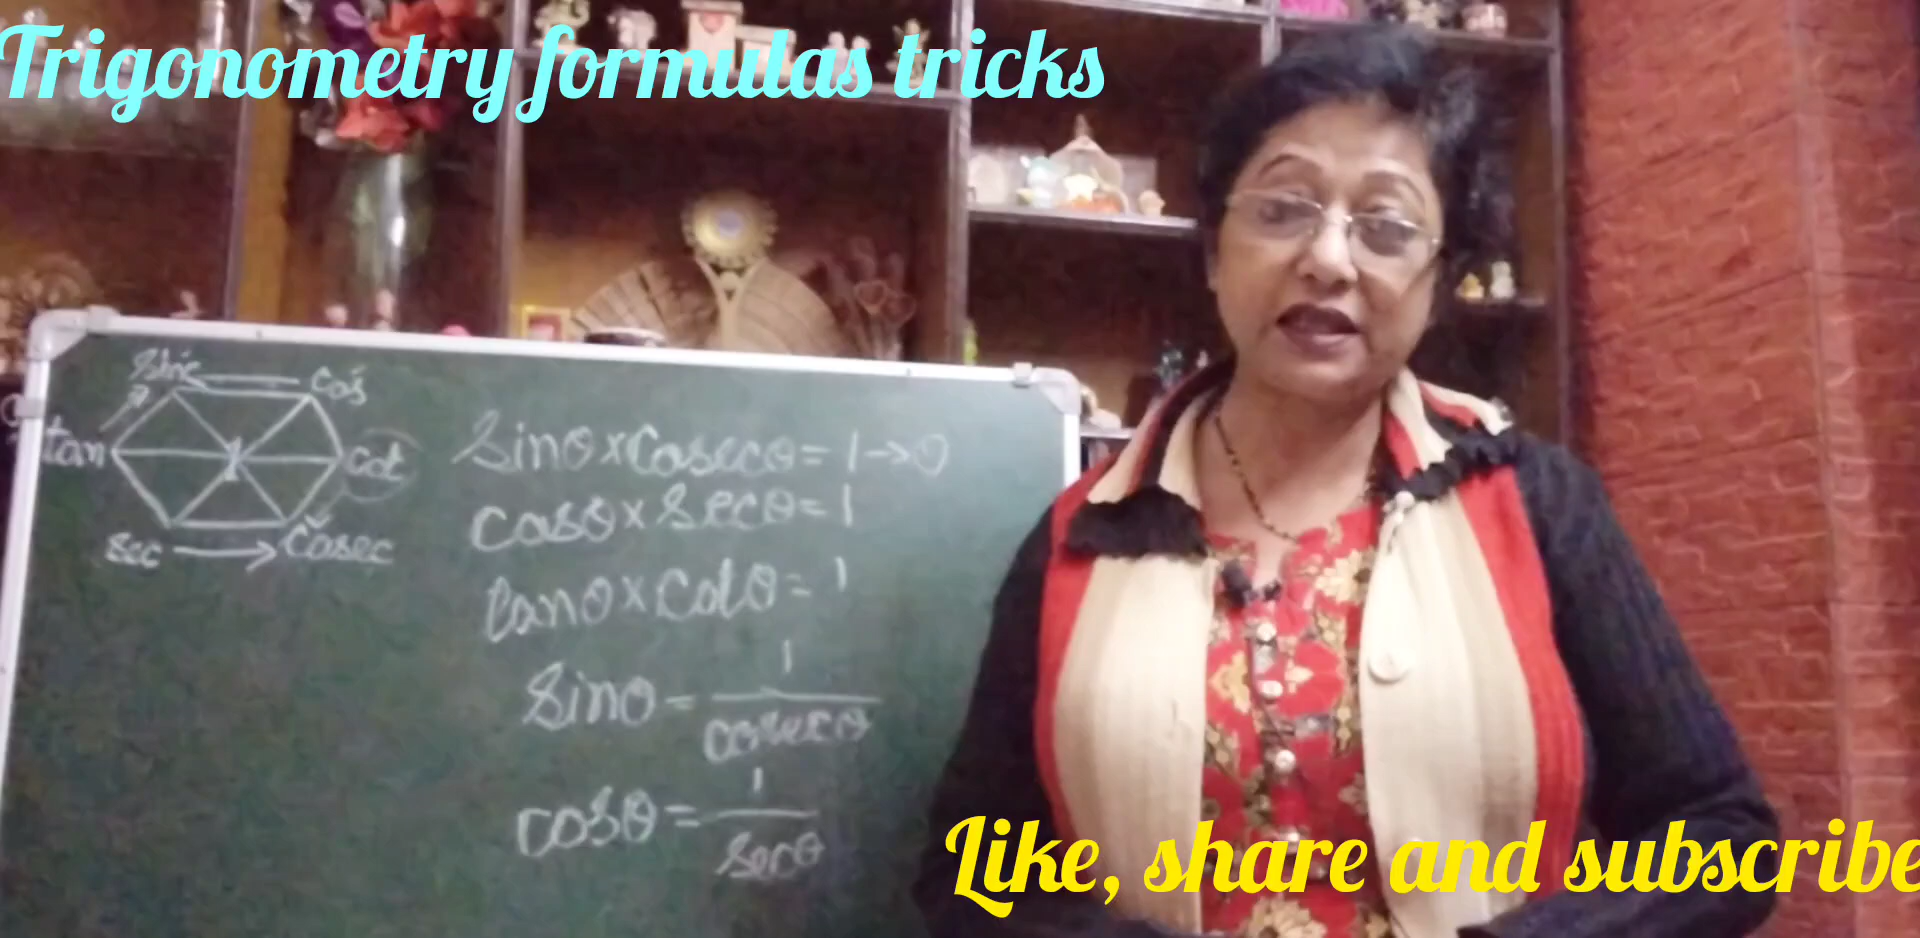 Trigonometry formulas tricks
sin cos
tan 1 cot
sec → cosec
sinθ×cosecθ=1→θ
cosθ×secθ=1
tanθ×cotθ=1
sinθ=1/cosecθ
cosθ=1/secθ
Like, share and subscribe